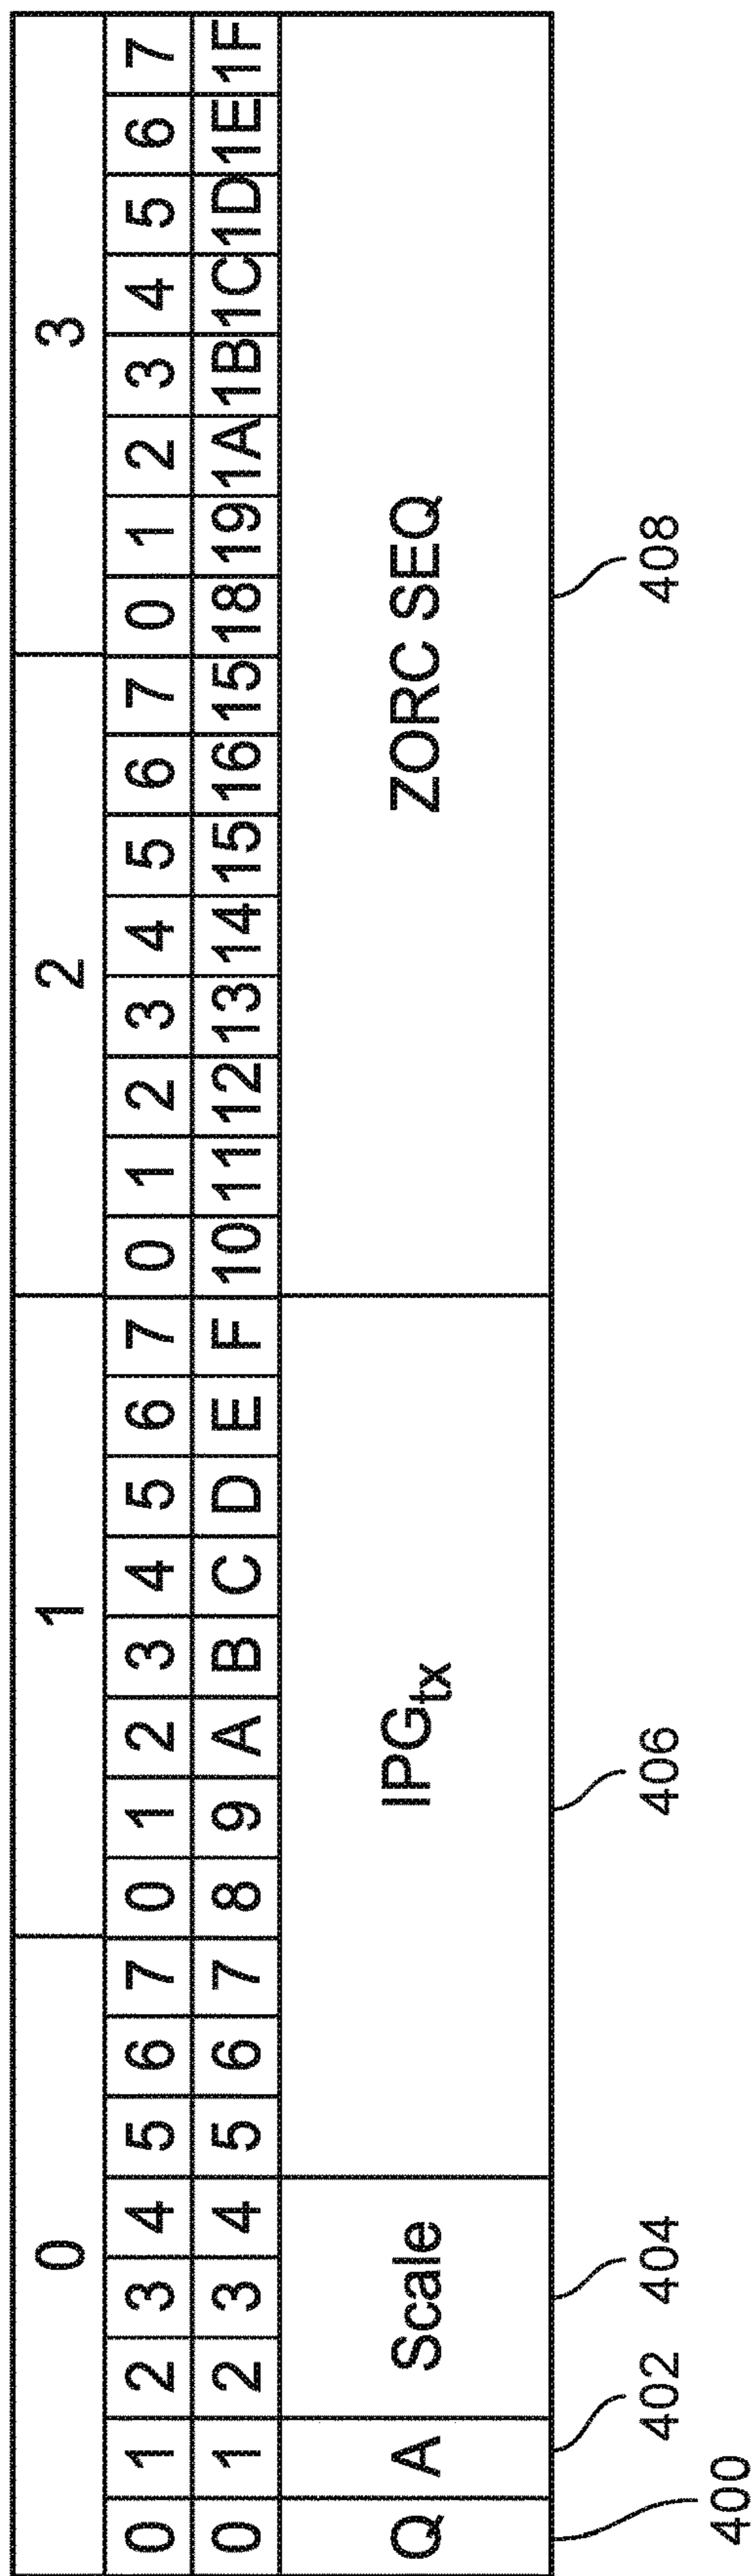 0 1 2 3
0 1 2 3 4 5 6 7 0 1 2 3 4 5 6 7 0 1 2 3 4 5 6 7 0 1 2 3 4 5 6 7
0 1 2 3 4 5 6 7 8 9 A B C D E F 10 11 12 13 14 15 16 15 18 19 1A 1B 1C 1D 1E 1F
Q A Scale IPGtx ZORC SEQ
400 402 404 406 408